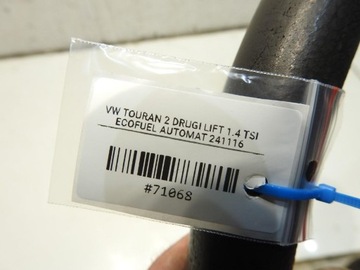 VW TOURAN 2 DRUGI LIFT 1.4 TSI
ECOFUEL AUTOMAT 241116
#71068